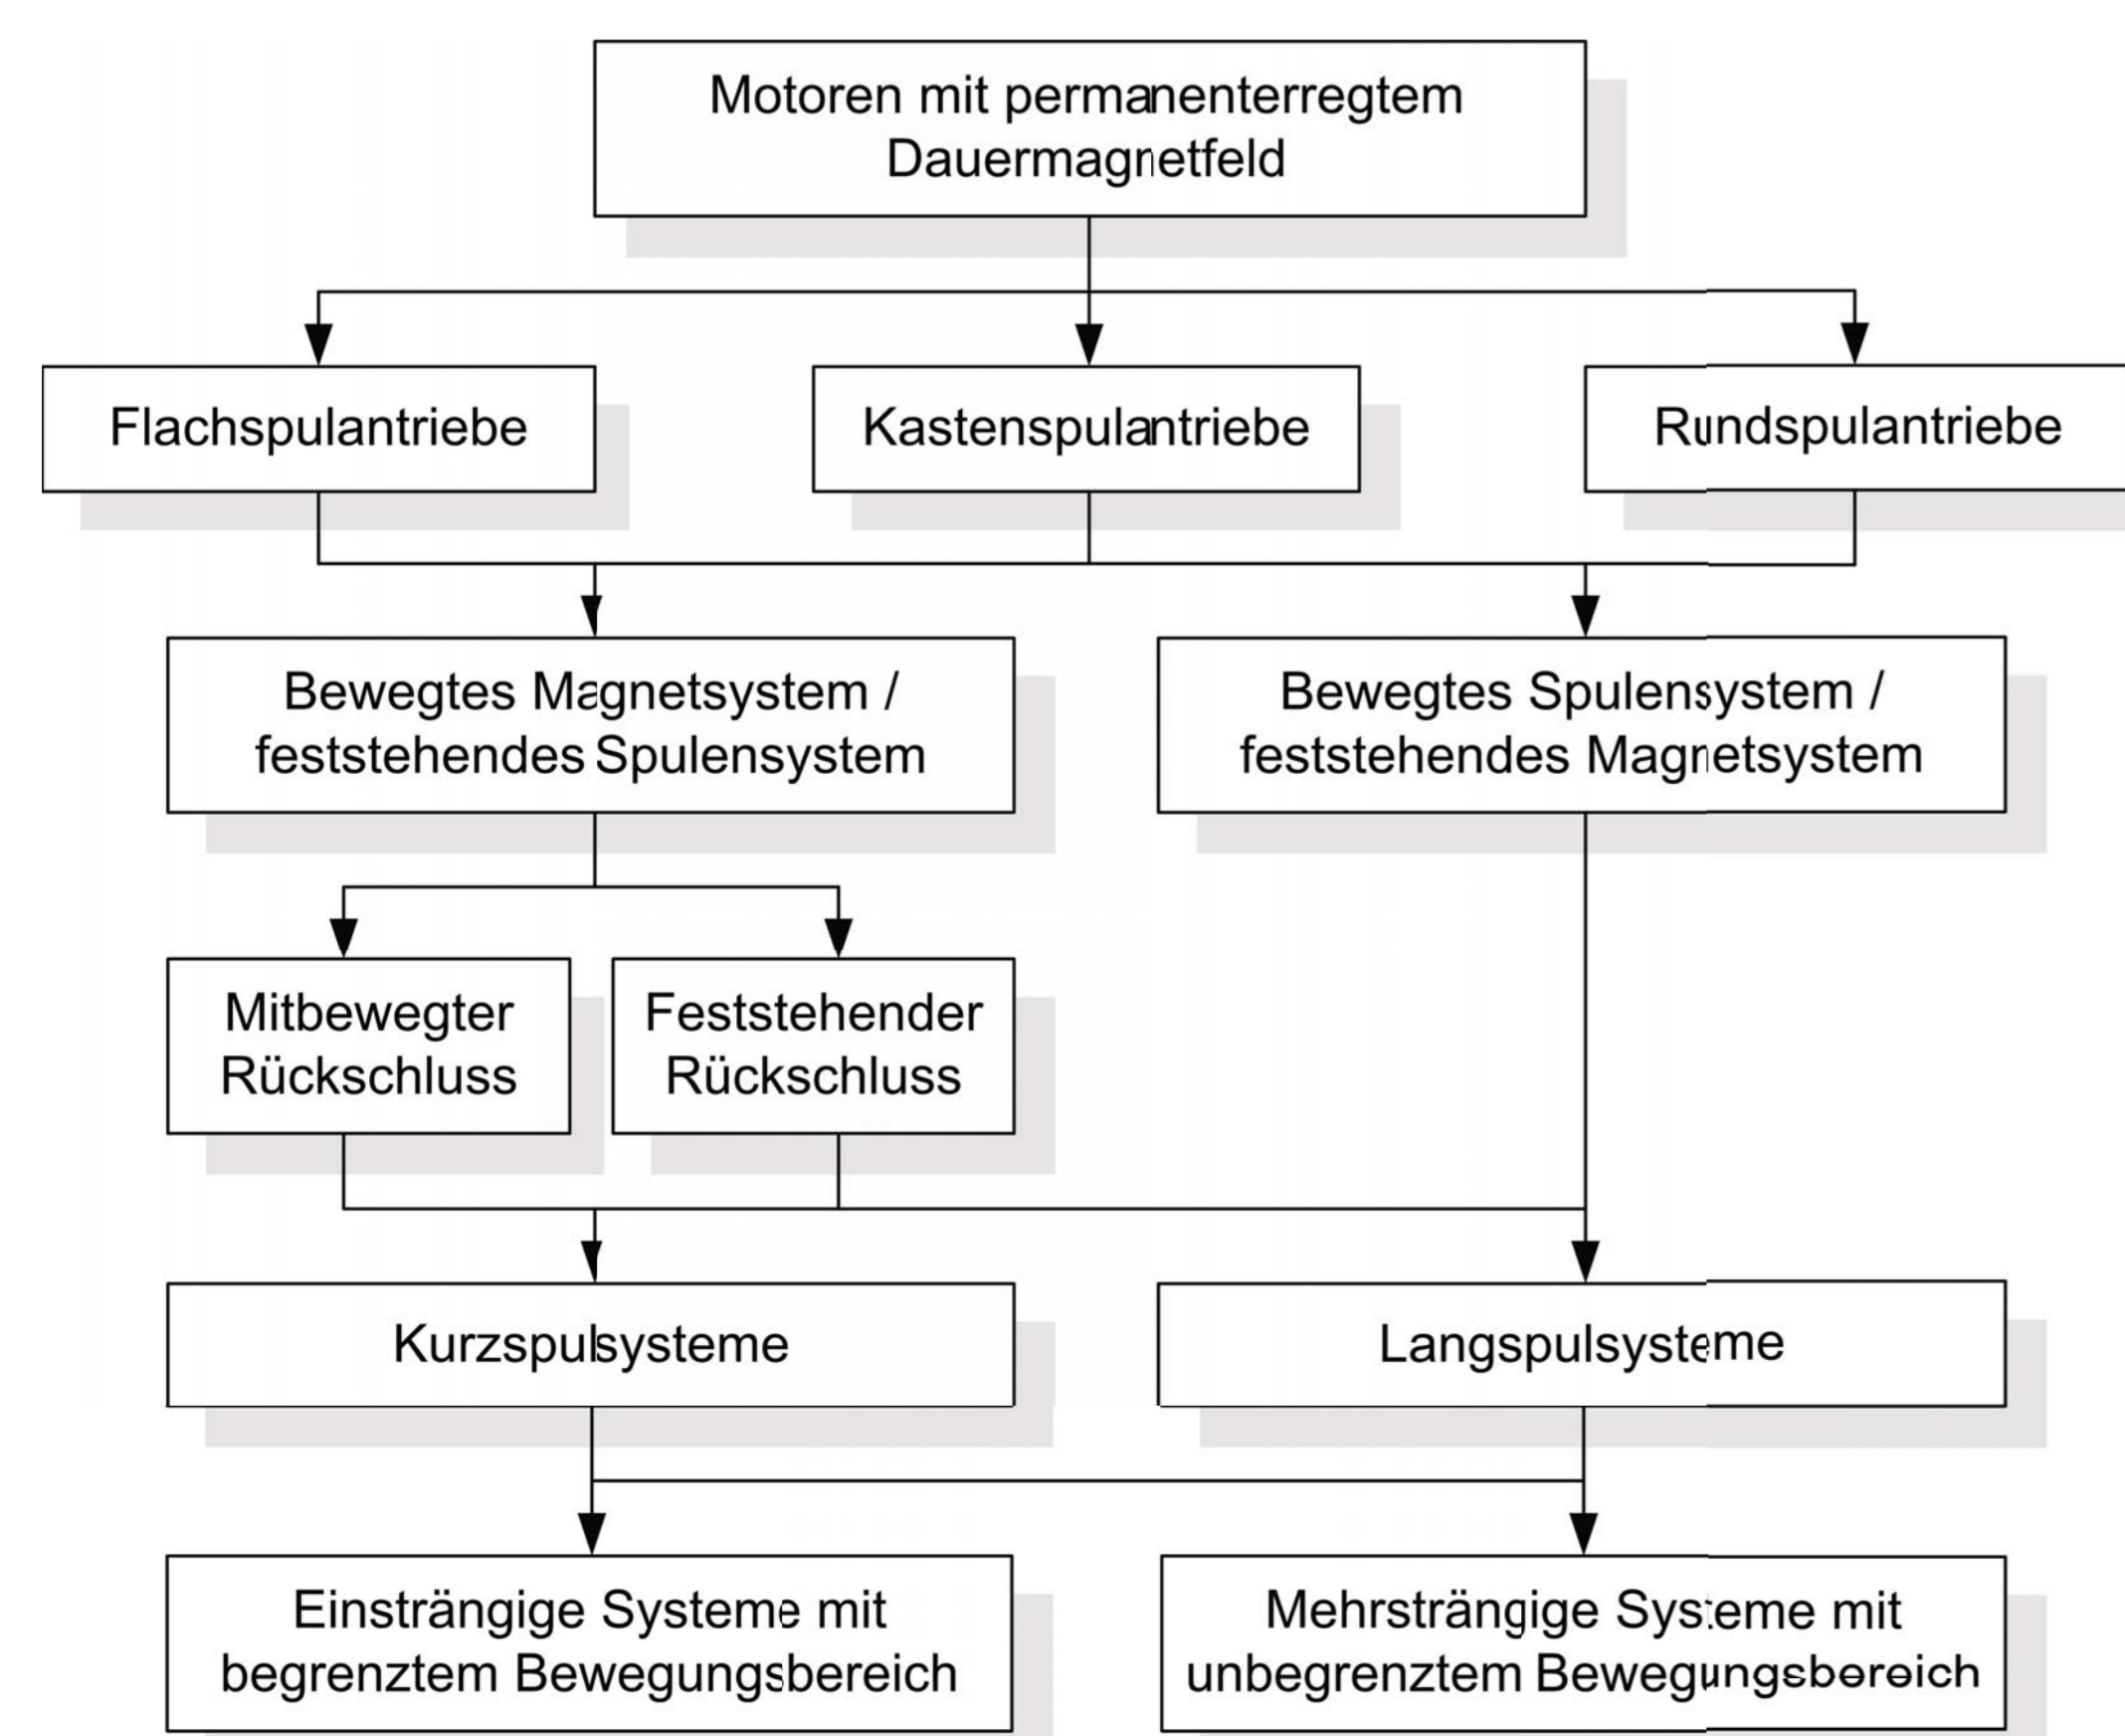 Motoren mit permanenterregtem
Dauermagnetfeld
Flachspulantriebe
Kastenspulantriebe
Rundspulantriebe
Bewegtes Magnetsystem /
feststehendes Spulensystem
Bewegtes Spulensystem /
feststehendes Magnetsystem
Mitbewegter
Rückschluss
Feststehender
Rückschluss
Kurzspulsysteme
Langspulsysteme
Einsträngige Systeme mit
begrenztem Bewegungsbereich
Mehrsträngige Systeme mit
unbegrenztem Bewegungsbereich